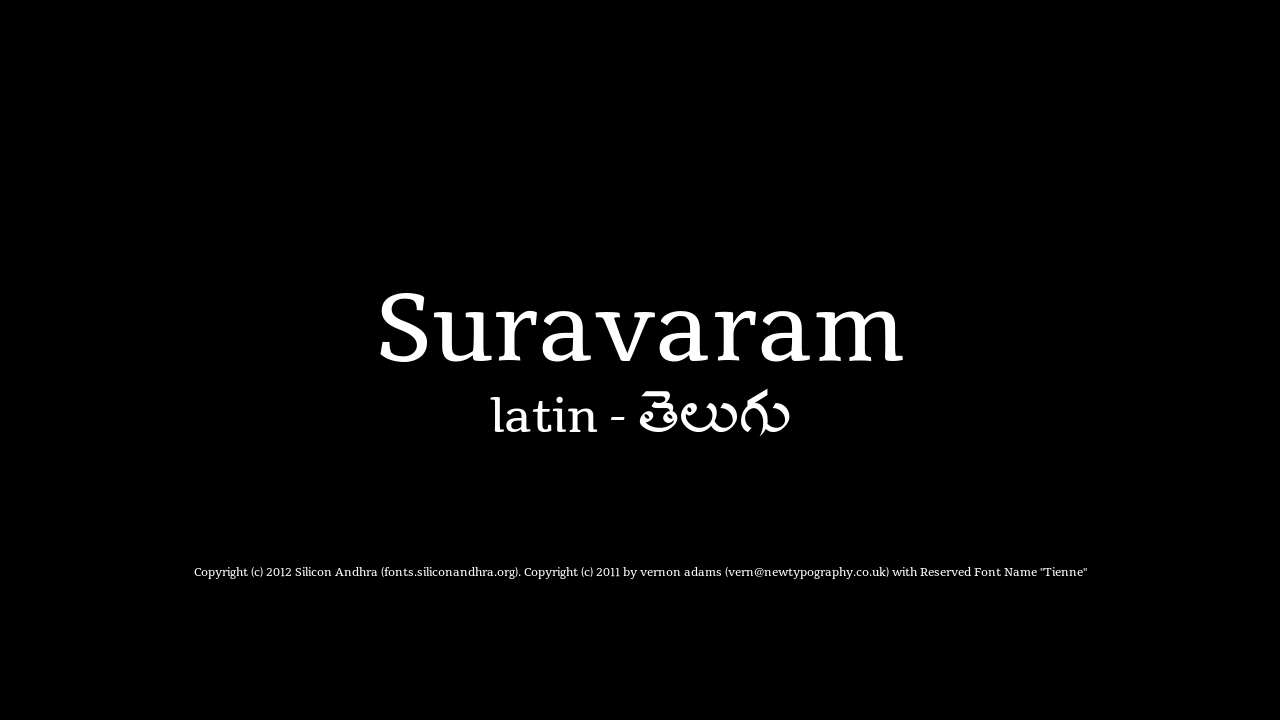 Suravaram
latin - తెలుగు
Copyright (c) 2012 Silicon Andhra (fonts.siliconandhra.org). Copyright (c) 2011 by vernon adams (vern@newtypography.co.uk) with Reserved Font Name "Tienne"